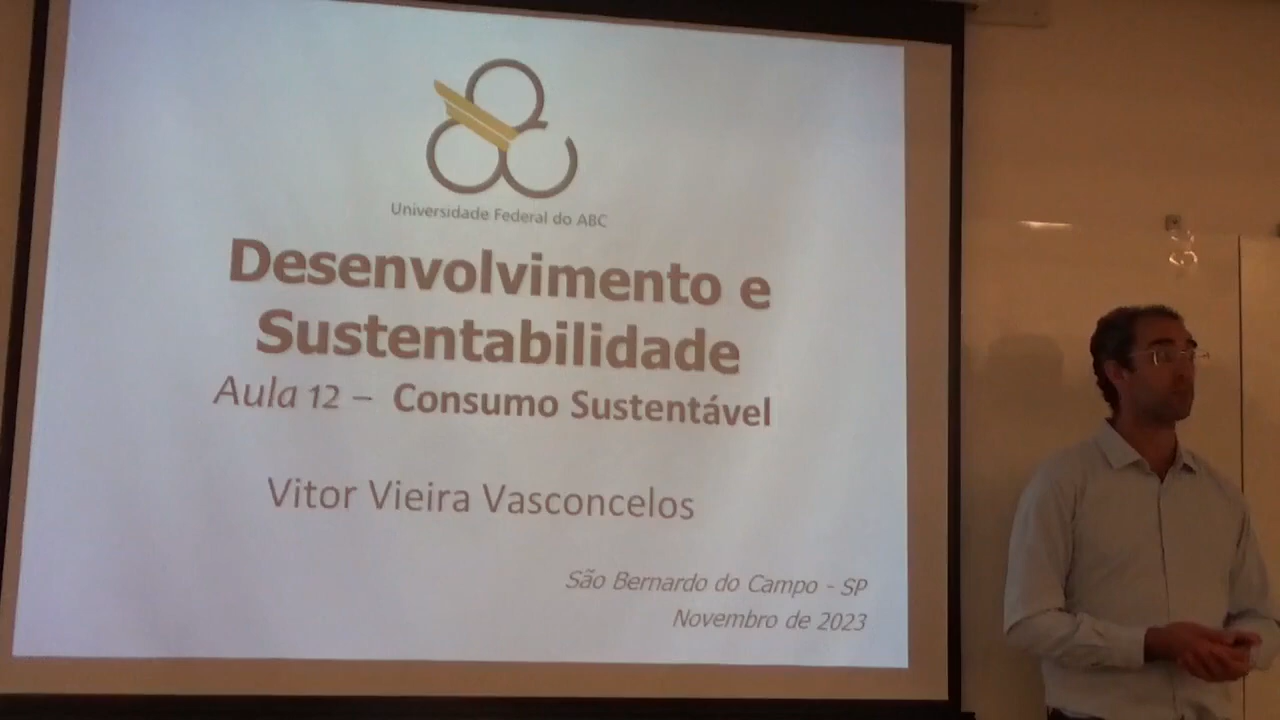 Universidade Federal do ABC
Desenvolvimento e
Sustentabilidade
Aula 12 – Consumo Sustentável
Vitor Vieira Vasconcelos
São Bernardo do Campo - SP
Novembro de 2023